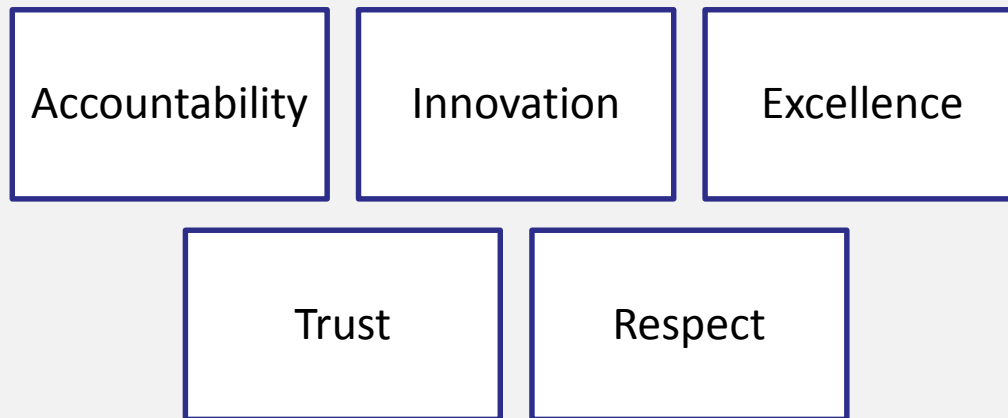 Accountability
Innovation
Excellence
Trust
Respect